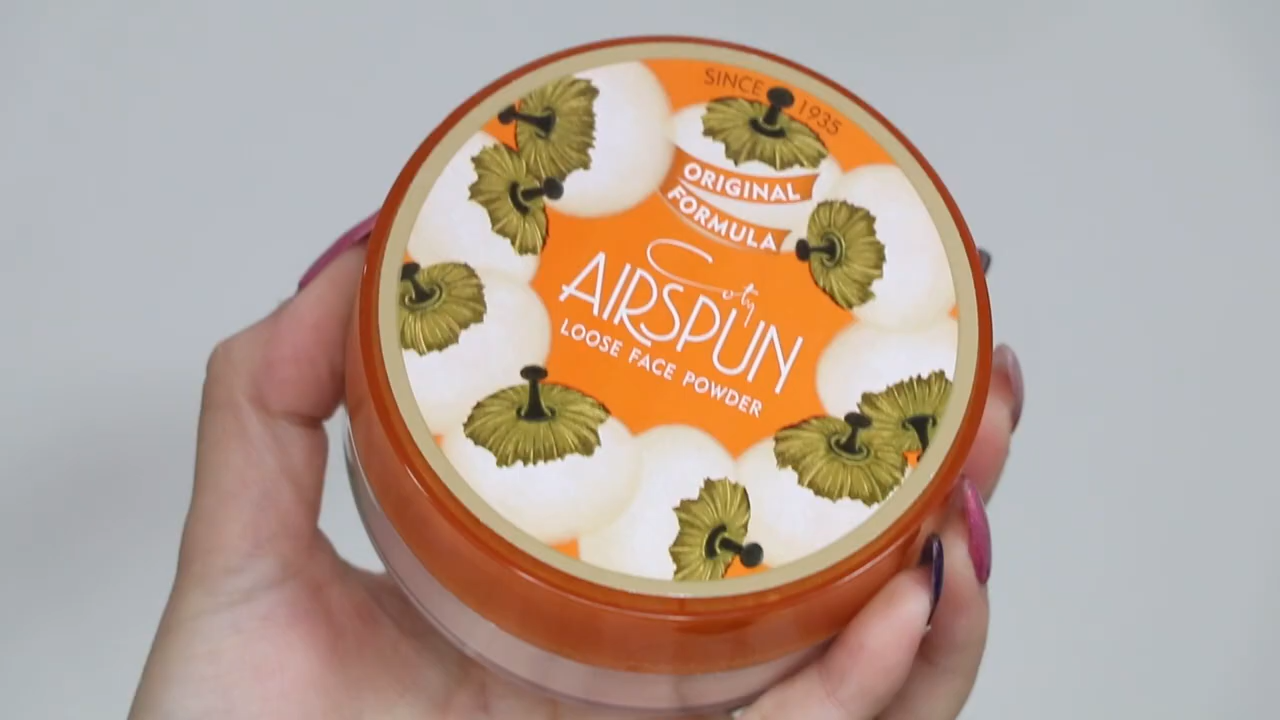 SINCE 1935
ORIGINAL
FORMULA
Coty
AIRSPUN
LOOSE FACE POWDER